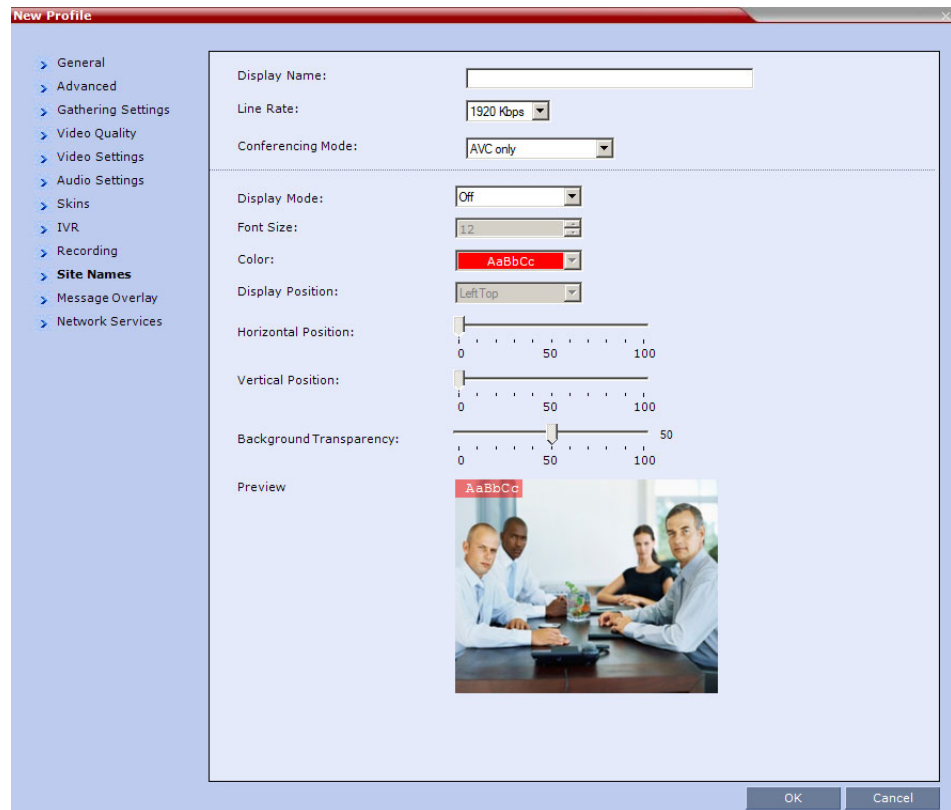 New Profile
General
Advanced
Gathering Settings
Video Quality
Video Settings
Audio Settings
Skins
IVR
Recording
Site Names
Message Overlay
Network Services
Display Name:
Line Rate: 1920 Kbps
Conferencing Mode: AVC only
Display Mode: Off
Font Size: 12
Color: AaBbCc
Display Position: LeftTop
Horizontal Position:
0 50 100
Vertical Position:
0 50 100
Background Transparency: 50
0 50 100
Preview AaBbCc
OK Cancel